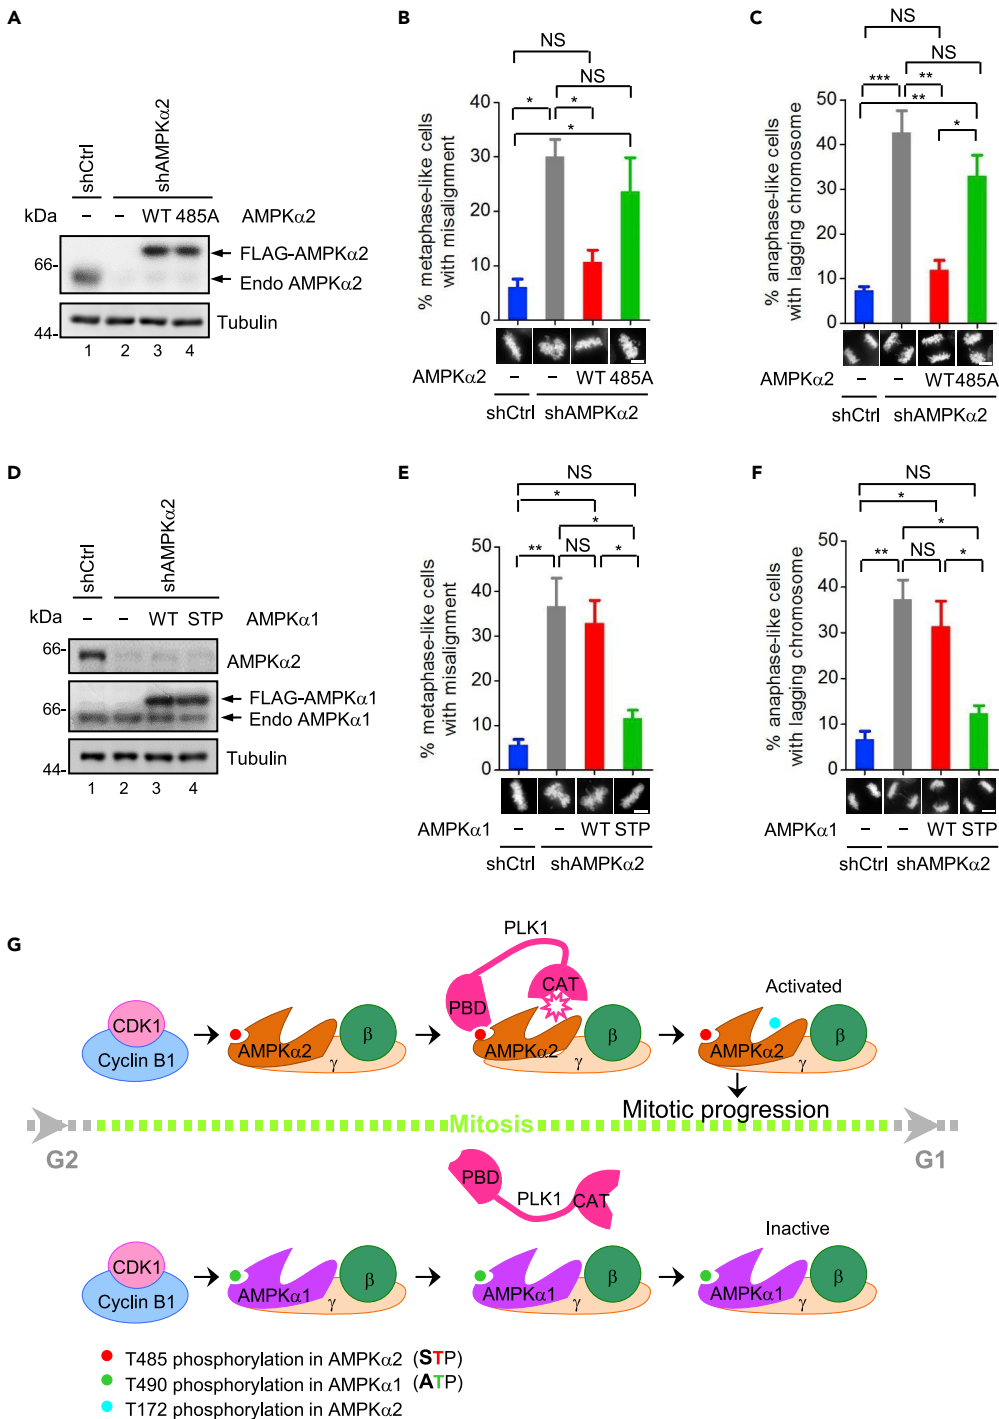 A
shCtrl
shAMPKα2
kDa
– – WT 485A AMPKα2
66-
FLAG-AMPKα2
Endo AMPKα2
44-
Tubulin
1 2 3 4
B
NS
NS
* *
*
% metaphase-like cells
with misalignment
40
30
20
10
0
AMPKα2 – – WT 485A
shCtrl shAMPKα2
C
NS
NS
*** **
**
*
% anaphase-like cells
with lagging chromosome
50
40
30
20
10
0
AMPKα2 – – WT 485A
shCtrl shAMPKα2
D
shCtrl
shAMPKα2
kDa
– – WT STP AMPKα1
66-
AMPKα2
66-
FLAG-AMPKα1
Endo AMPKα1
44-
Tubulin
1 2 3 4
E
NS
*
*
** NS *
% metaphase-like cells
with misalignment
50
40
30
20
10
0
AMPKα1 – – WT STP
shCtrl shAMPKα2
F
NS
*
*
** NS *
% anaphase-like cells
with lagging chromosome
50
40
30
20
10
0
AMPKα1 – – WT STP
shCtrl shAMPKα2
G
CDK1
Cyclin B1
AMPKα2
β
γ
PLK1
PBD
CAT
AMPKα2
β
γ
Activated
AMPKα2
β
γ
Mitotic progression
G2
Mitosis
G1
CDK1
Cyclin B1
AMPKα1
β
γ
PBD
PLK1
CAT
AMPKα1
β
γ
Inactive
AMPKα1
β
γ
T485 phosphorylation in AMPKα2 (STP)
T490 phosphorylation in AMPKα1 (ATP)
T172 phosphorylation in AMPKα2